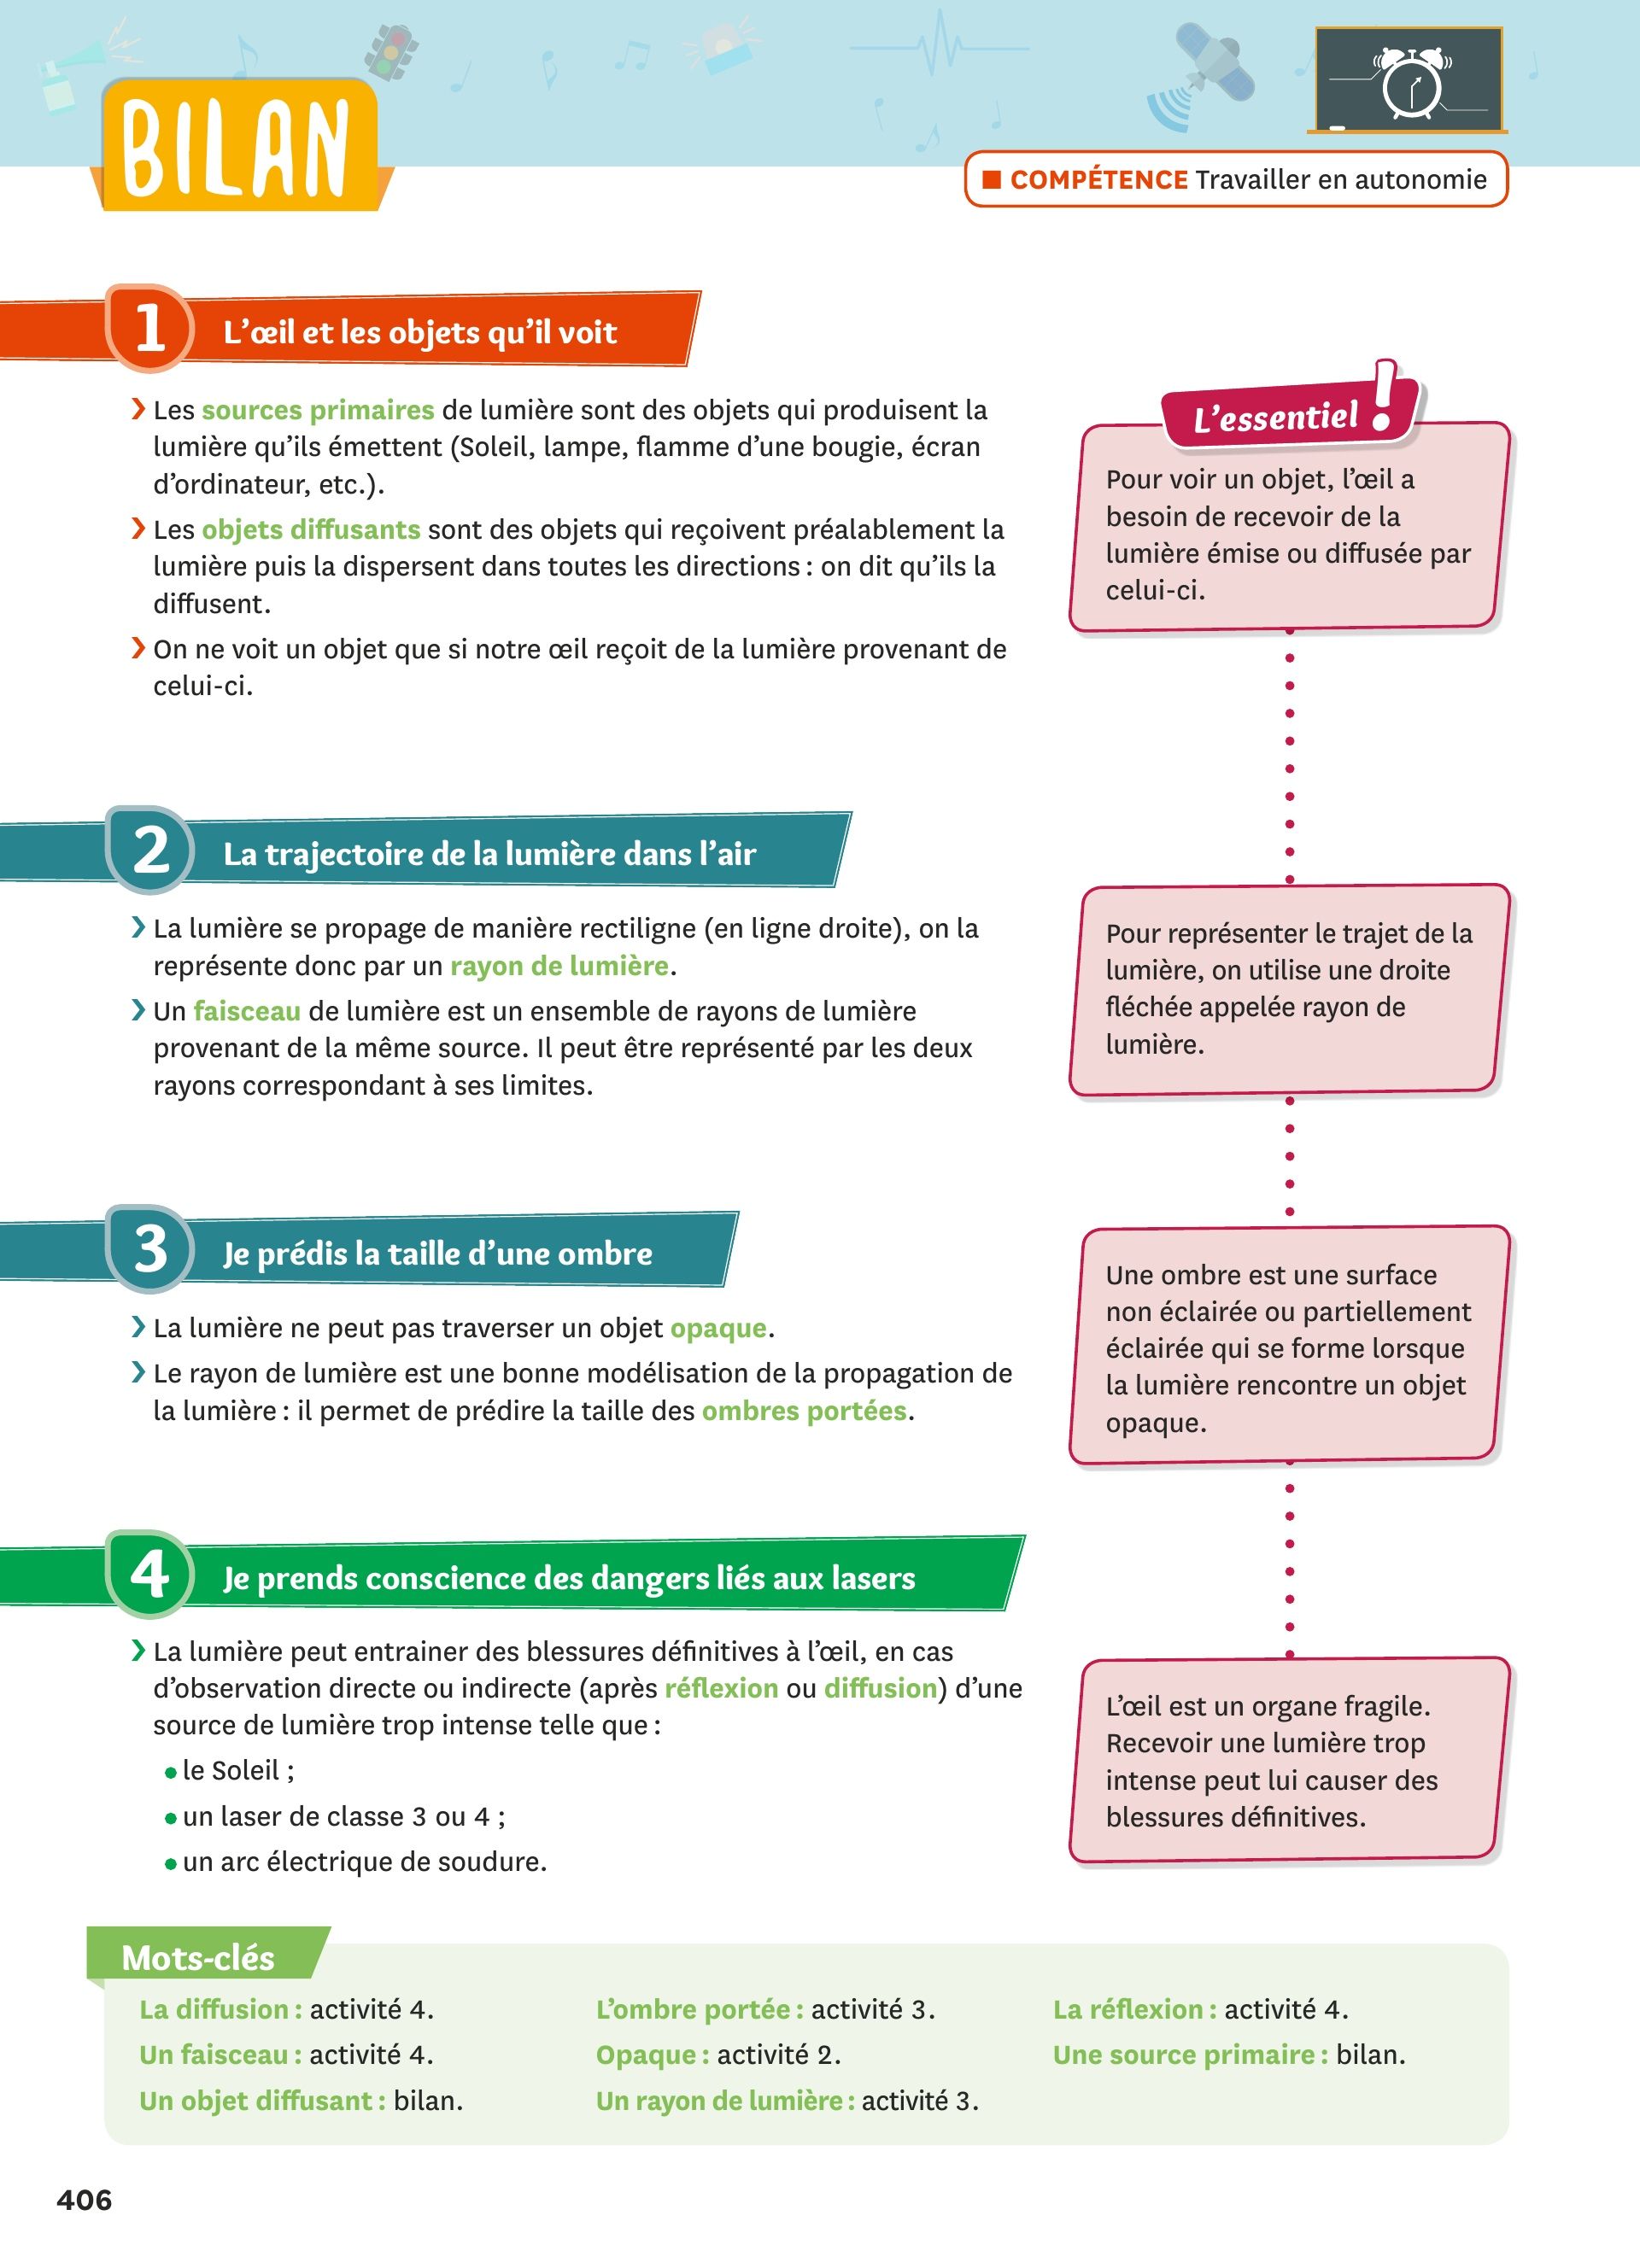 BILAN
■ COMPÉTENCE Travailler en autonomie
1 L’œil et les objets qu’il voit
› Les sources primaires de lumière sont des objets qui produisent la
lumière qu’ils émettent (Soleil, lampe, flamme d’une bougie, écran
d’ordinateur, etc.).
› Les objets diffusants sont des objets qui reçoivent préalablement la
lumière puis la dispersent dans toutes les directions : on dit qu’ils la
diffusent.
› On ne voit un objet que si notre œil reçoit de la lumière provenant de
celui-ci.
L’essentiel !
Pour voir un objet, l’œil a
besoin de recevoir de la
lumière émise ou diffusée par
celui-ci.
2 La trajectoire de la lumière dans l’air
› La lumière se propage de manière rectiligne (en ligne droite), on la
représente donc par un rayon de lumière.
› Un faisceau de lumière est un ensemble de rayons de lumière
provenant de la même source. Il peut être représenté par les deux
rayons correspondant à ses limites.
Pour représenter le trajet de la
lumière, on utilise une droite
fléchée appelée rayon de
lumière.
3 Je prédis la taille d’une ombre
› La lumière ne peut pas traverser un objet opaque.
› Le rayon de lumière est une bonne modélisation de la propagation de
la lumière : il permet de prédire la taille des ombres portées.
Une ombre est une surface
non éclairée ou partiellement
éclairée qui se forme lorsque
la lumière rencontre un objet
opaque.
4 Je prends conscience des dangers liés aux lasers
› La lumière peut entrainer des blessures définitives à l’œil, en cas
d’observation directe ou indirecte (après réflexion ou diffusion) d’une
source de lumière trop intense telle que :
• le Soleil ;
• un laser de classe 3 ou 4 ;
• un arc électrique de soudure.
L’œil est un organe fragile.
Recevoir une lumière trop
intense peut lui causer des
blessures définitives.
Mots-clés
La diffusion : activité 4.
Un faisceau : activité 4.
Un objet diffusant : bilan.
L’ombre portée : activité 3.
Opaque : activité 2.
Un rayon de lumière : activité 3.
La réflexion : activité 4.
Une source primaire : bilan.
406